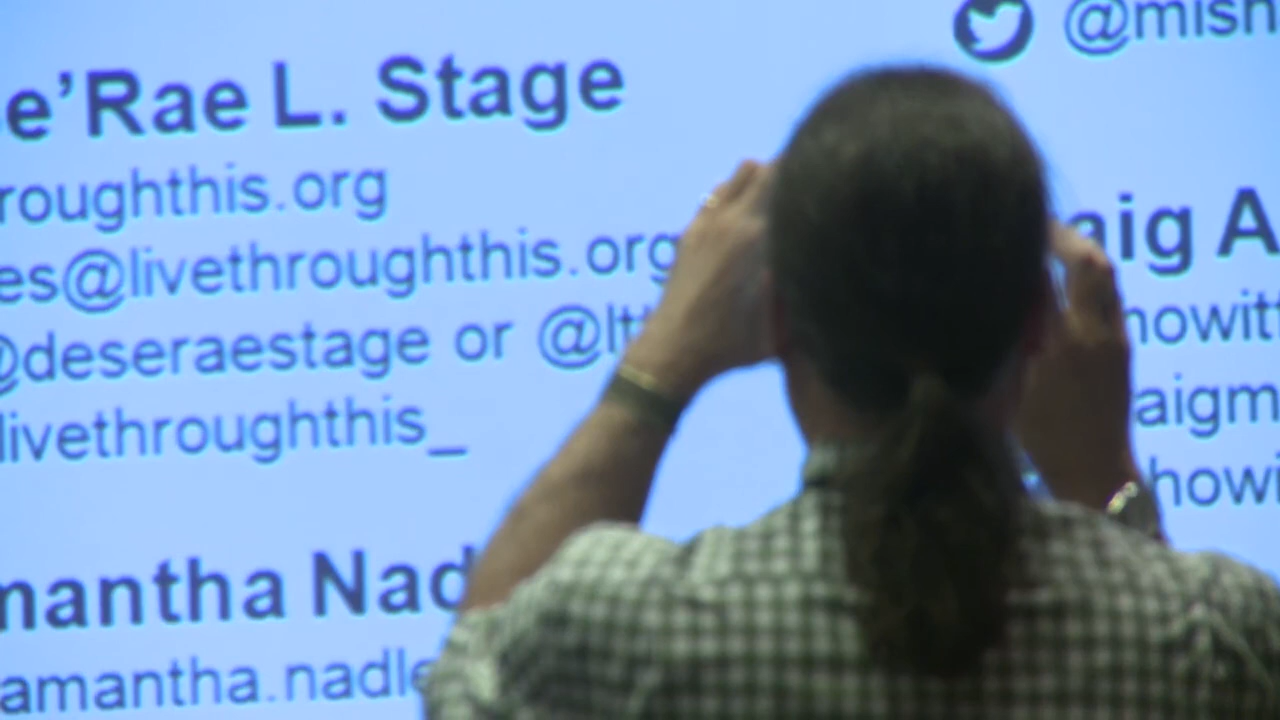 e'Rae L. Stage
roughthis.org
es@livethroughthis.org
@deseraestage or @lt
livethroughthis_
mantha Nad
amantha.nadle
@mish
aig A
howitt
aigm
howi